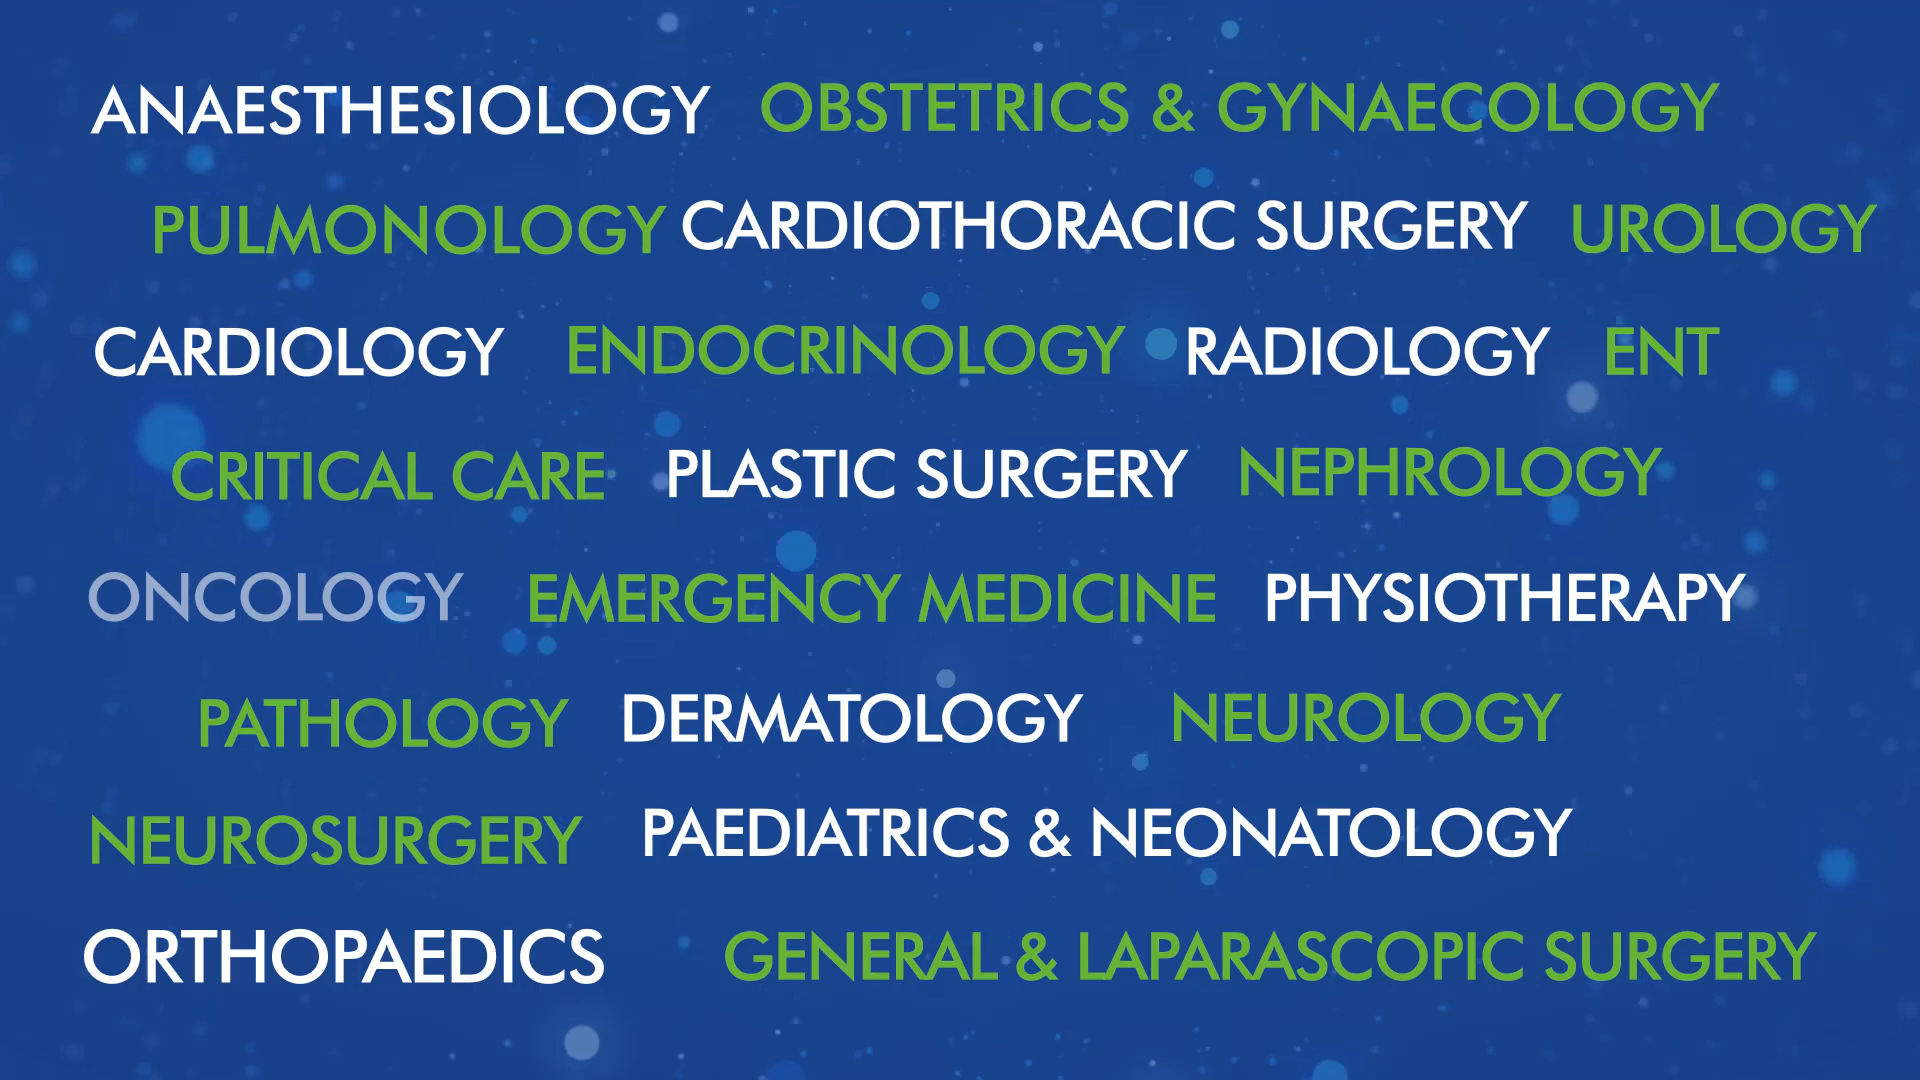 ANAESTHESIOLOGY OBSTETRICS & GYNAECOLOGY
PULMONOLOGY CARDIOTHORACIC SURGERY UROLOGY
CARDIOLOGY ENDOCRINOLOGY RADIOLOGY ENT
CRITICAL CARE PLASTIC SURGERY NEPHROLOGY
ONCOLOGY EMERGENCY MEDICINE PHYSIOTHERAPY
PATHOLOGY DERMATOLOGY NEUROLOGY
NEUROSURGERY PAEDIATRICS & NEONATOLOGY
ORTHOPAEDICS GENERAL & LAPARASCOPIC SURGERY